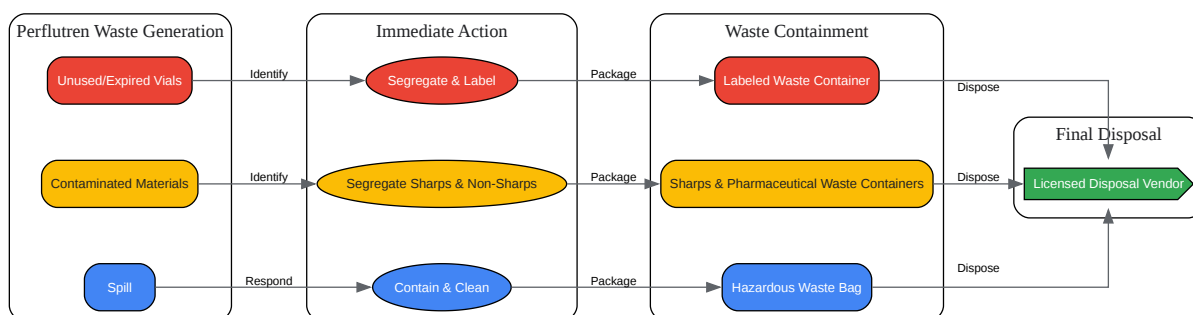 Perflutren Waste Generation
Immediate Action
Waste Containment
Unused/Expired Vials
Identify
Segregate & Label
Package
Labeled Waste Container
Dispose
Final Disposal
Contaminated Materials
Identify
Segregate Sharps & Non-Sharps
Package
Sharps & Pharmaceutical Waste Containers
Dispose
Licensed Disposal Vendor
Spill
Respond
Contain & Clean
Package
Hazardous Waste Bag
Dispose